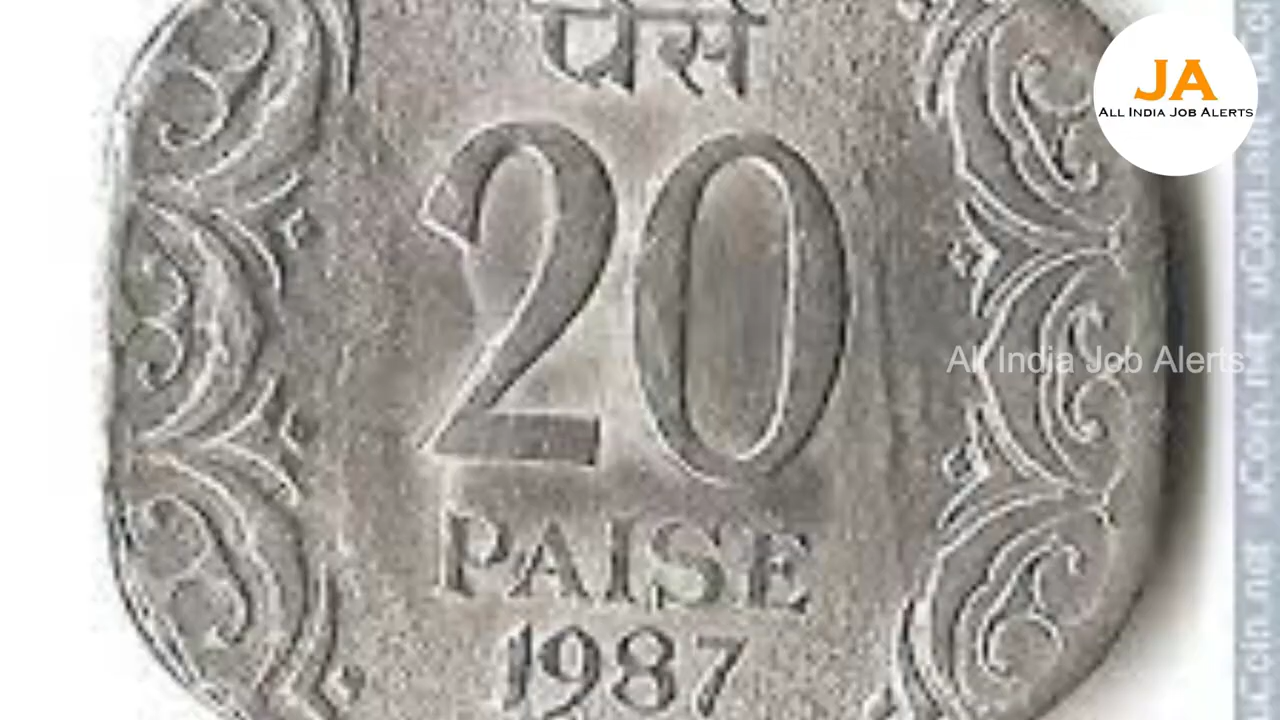 पैसे
20
PAISE
1987
JA
ALL INDIA JOB ALERTS
All India Job Alerts